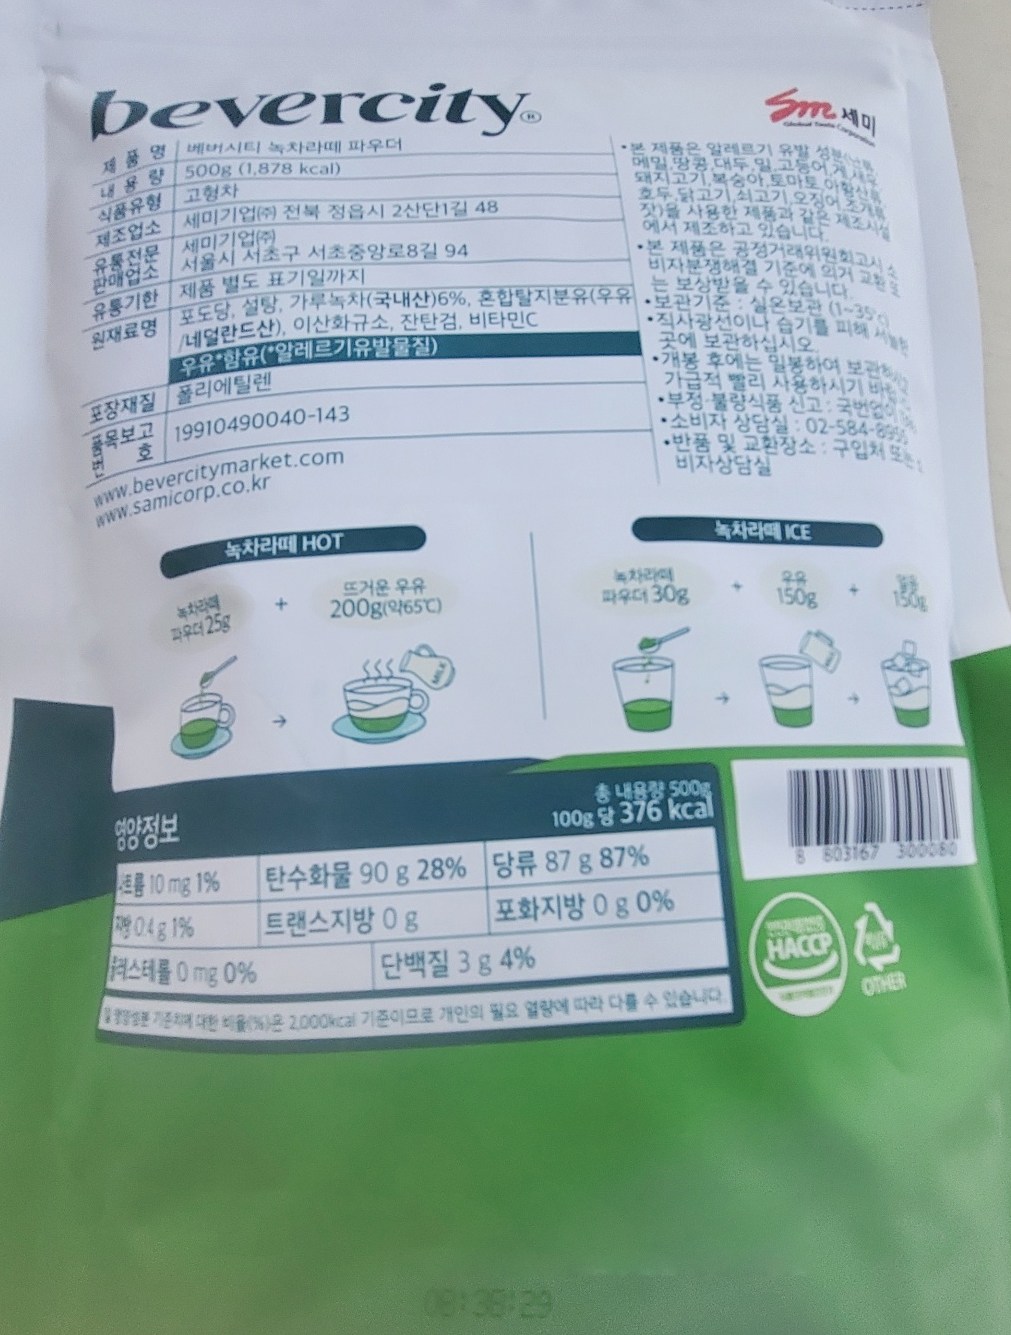 bevercity®
Sm 세미
제 품 명 베버시티 녹차라떼 파우더
내 용 량 500g (1,878 kcal)
식품유형 고형차
제조업소 세미기업㈜ 전북 정읍시 2산단1길 48
유통전문 판매업소 세미기업㈜
서울시 서초구 서초중앙로8길 94
유통기한 제품 별도 표기일까지
원재료명 포도당, 설탕, 가루녹차(국내산)6%, 혼합탈지분유(우유
/네덜란드산), 이산화규소, 잔탄검, 비타민C
우유*함유(*알레르기유발물질)
포장재질 폴리에틸렌
품목보고 번 호 19910490040-143
www.bevercitymarket.com
www.samicorp.co.kr
•본 제품은 알레르기 유발 성분
메밀,땅콩,대두,밀,고등어,게,새우,
돼지고기,복숭아,토마토,아황산류,
호두,닭고기,쇠고기,오징어,조개류,
잣)을 사용한 제품과 같은 제조시설
에서 제조하고 있습니다.
•본 제품은 공정거래위원회고시 소
비자분쟁해결 기준에 의거 교환 또
는 보상받을 수 있습니다.
•보관기준 : 실온보관 (1~35℃)
•직사광선이나 습기를 피해 서늘한
곳에 보관하십시오.
•개봉 후에는 밀봉하여 보관하시고
가급적 빨리 사용하시기
•부정·불량식품 신고 : 국번없이
•소비자 상담실 : 02-584-8955
•반품 및 교환장소 : 구입처 또는 소
비자상담실
녹차라떼 HOT
녹차라떼
파우더 25g
+
뜨거운 우유
200g(약65℃)
MILK
녹차라떼 ICE
녹차라떼
파우더 30g
+
우유
150g
+
얼음
150g
영양정보
총 내용량 500g
100g 당 376 kcal
나트륨 10 mg 1% 탄수화물 90 g 28% 당류 87 g 87%
지방 0.4 g 1% 트랜스지방 0 g 포화지방 0 g 0%
콜레스테롤 0 mg 0% 단백질 3 g 4%
1일 영양성분 기준치에 대한 비율(%)은 2,000kcal 기준이므로 개인의 필요 열량에 따라 다를 수 있습니다.
8 803167 300080
HACCP
OTHER
08:38:29